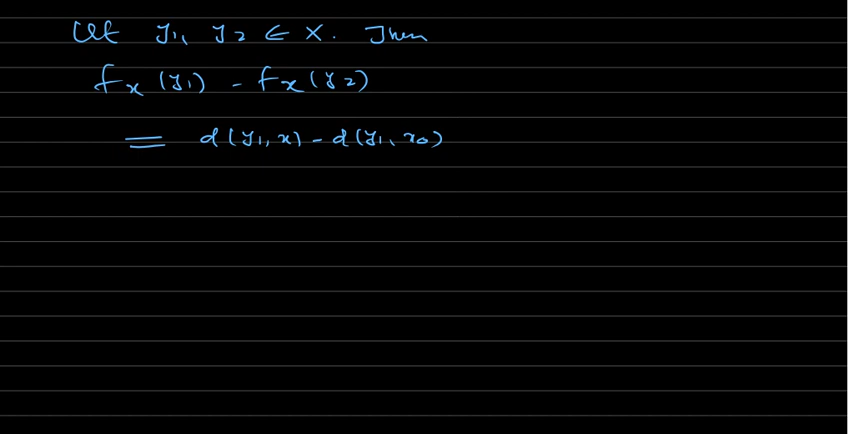 Let y₁, y₂ ∈ X. Then
fₓ(y₁) - fₓ(y₂)
= d(y₁, x) - d(y₁, x₀)